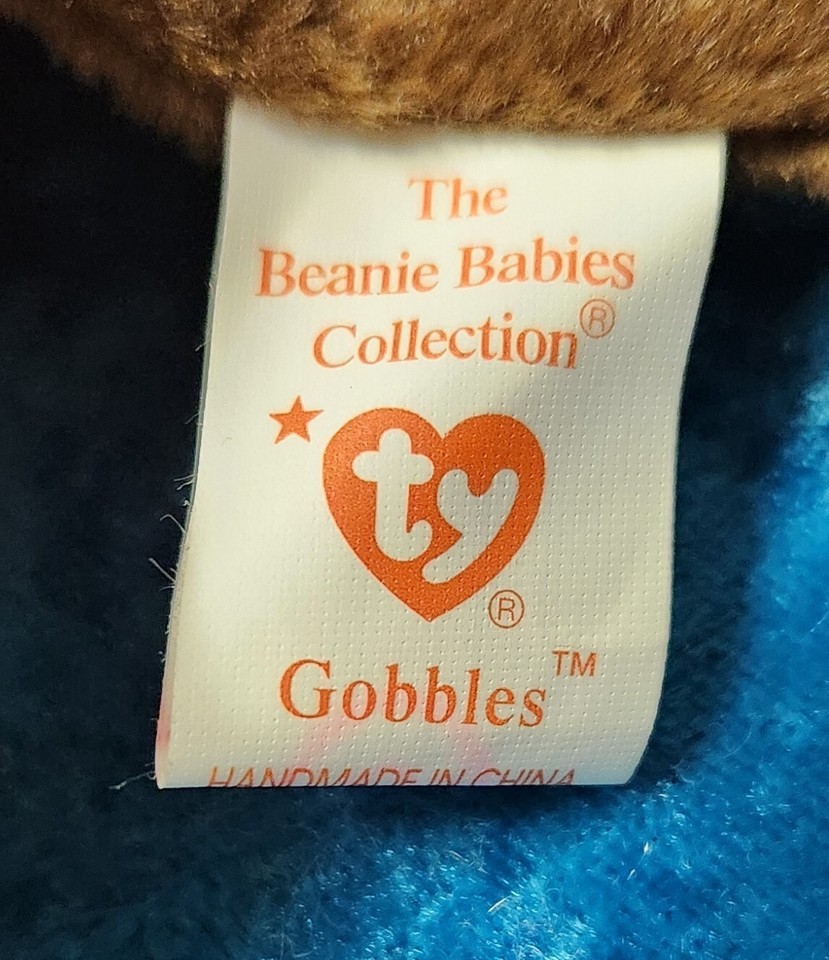 The
Beanie Babies
Collection®
ty®
Gobbles™
HANDMADE IN CHINA